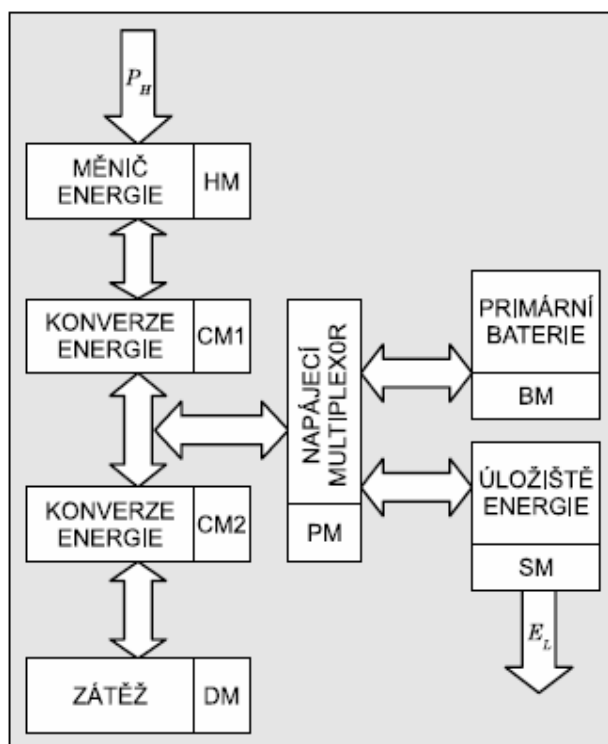 P_H
MĚNIČ
ENERGIE
HM
KONVERZE
ENERGIE
CM1
NAPÁJECÍ
MULTIPLEX0R
PM
PRIMÁRNÍ
BATERIE
BM
KONVERZE
ENERGIE
CM2
ÚLOŽIŠTĚ
ENERGIE
SM
E_L
ZÁTĚŽ
DM